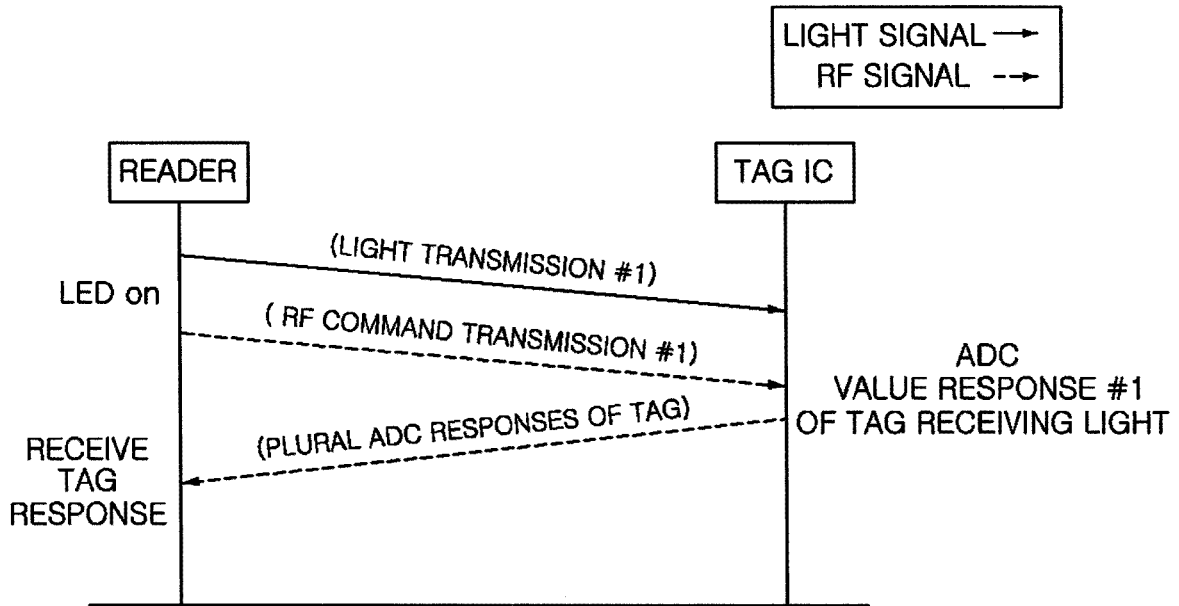 LIGHT SIGNAL
RF SIGNAL
READER
TAG IC
(LIGHT TRANSMISSION #1)
LED on
( RF COMMAND TRANSMISSION #1)
ADC
VALUE RESPONSE #1
OF TAG RECEIVING LIGHT
(PLURAL ADC RESPONSES OF TAG)
RECEIVE
TAG
RESPONSE